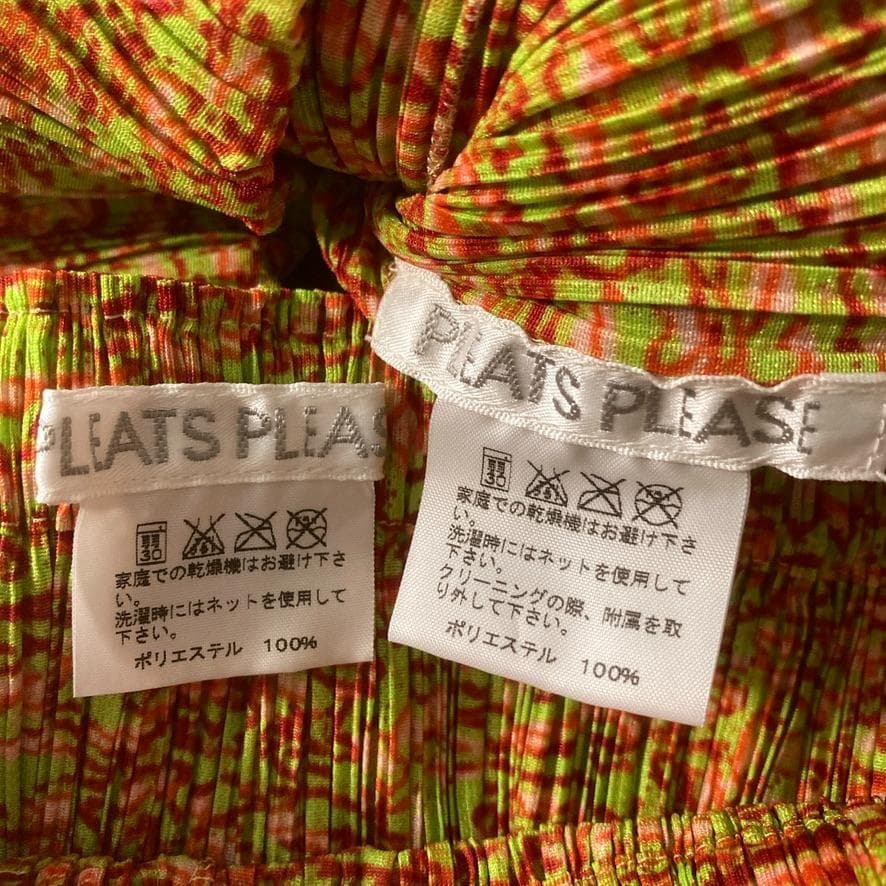 PLEATS PLEAS
家庭での乾燥機はお避け下さ
い。
洗濯時にはネットを使用して
下さい。
ポリエステル 100%
PLEATS PLEASE
家庭での乾燥機はお避け下さ
い。
洗濯時にはネットを使用して
下さい。
クリーニングの際、附属を取
り外して下さい。
ポリエステル 100%